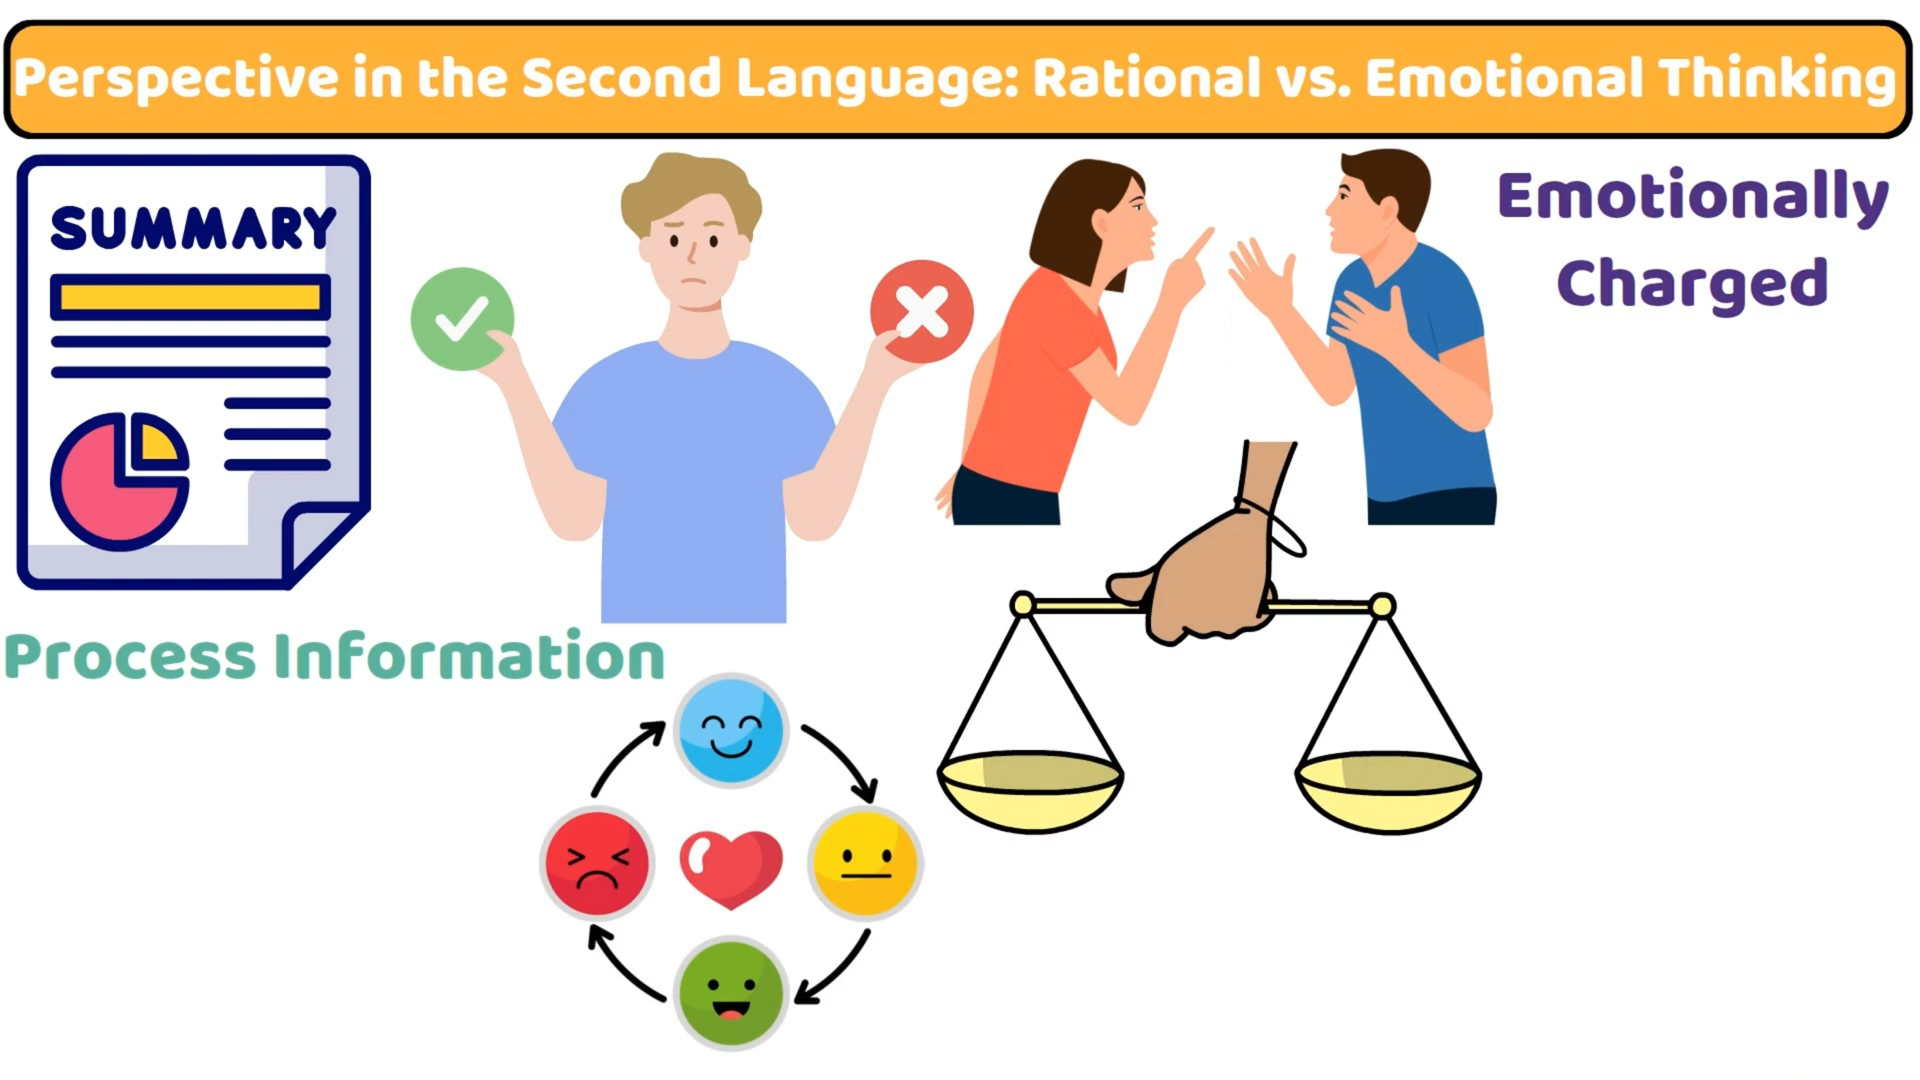 Perspective in the Second Language: Rational vs. Emotional Thinking
SUMMARY
Emotionally
Charged
Process Information